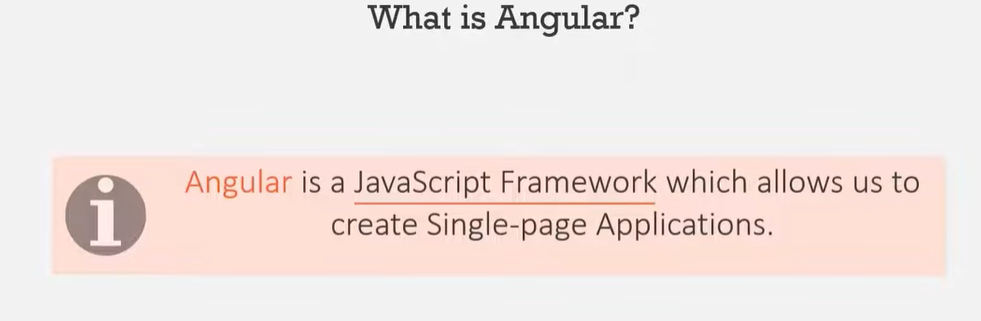 What is Angular?
Angular is a JavaScript Framework which allows us to
create Single-page Applications.